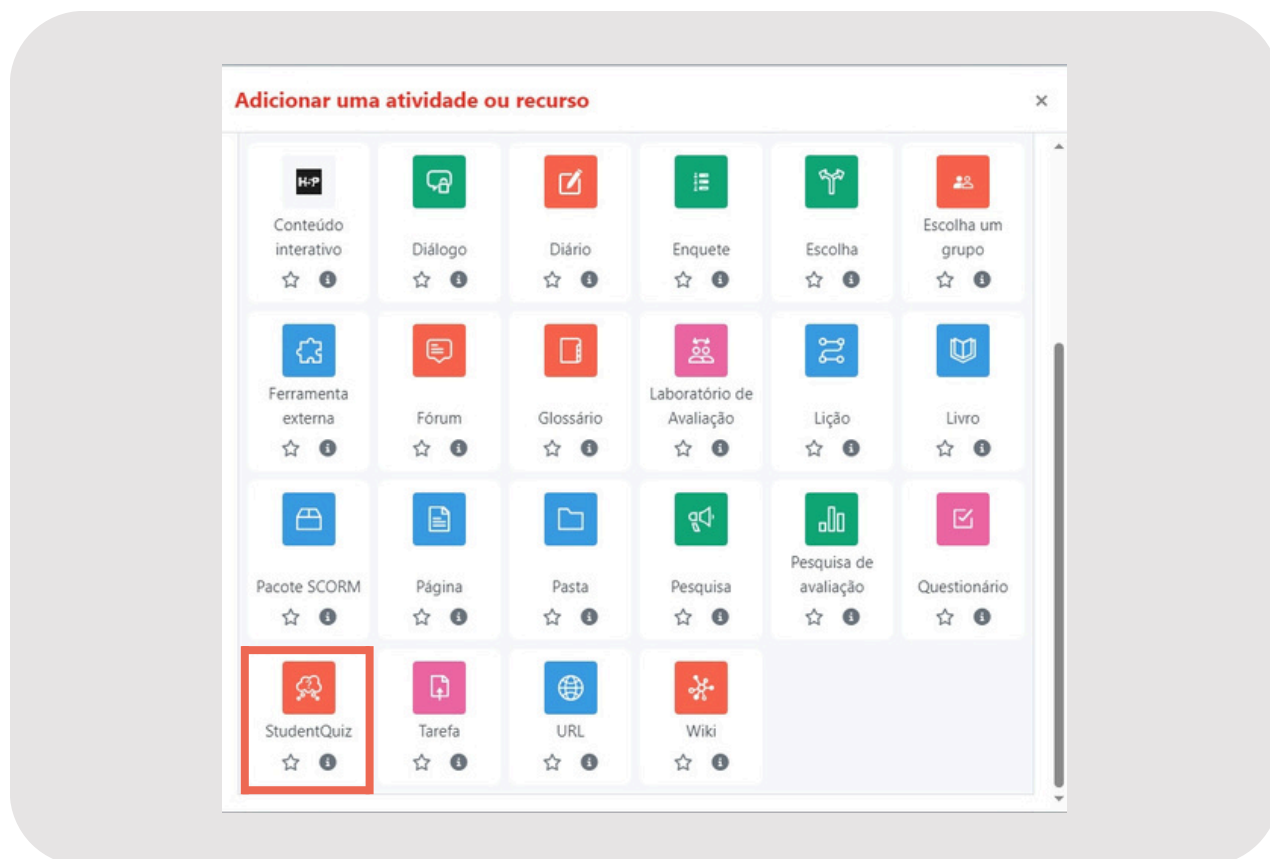 Adicionar uma atividade ou recurso
H-P
Conteúdo
interativo
Diálogo
Diário
Enquete
Escolha
Escolha um
grupo
Ferramenta
externa
Fórum
Glossário
Laboratório de
Avaliação
Lição
Livro
Pacote SCORM
Página
Pasta
Pesquisa
Pesquisa de
avaliação
Questionário
StudentQuiz
Tarefa
URL
Wiki